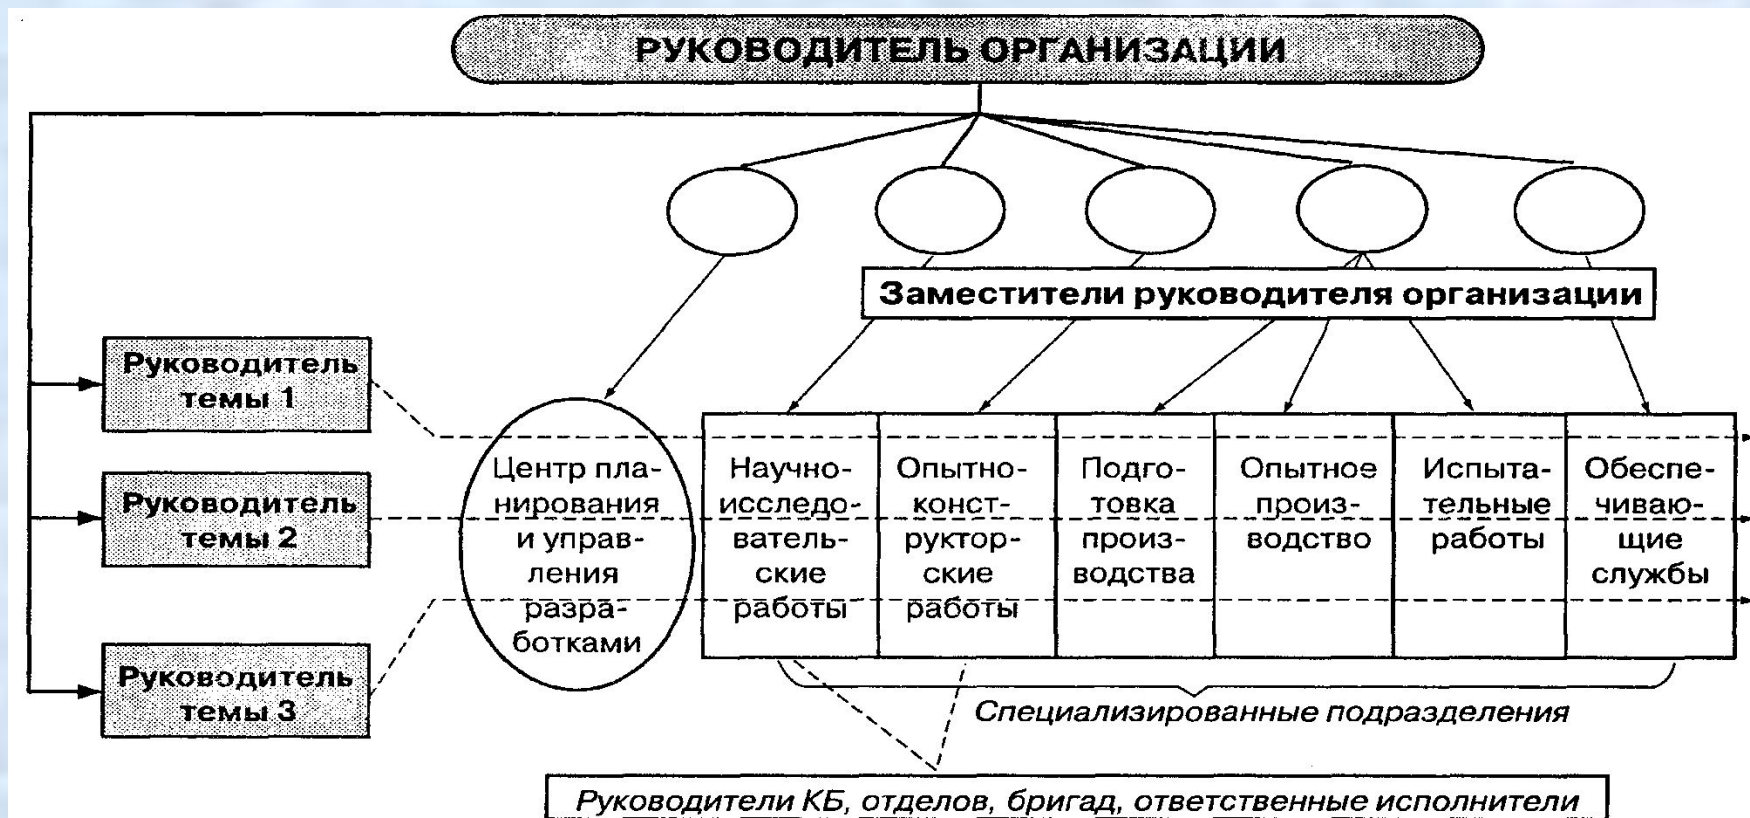 РУКОВОДИТЕЛЬ ОРГАНИЗАЦИИ
Заместители руководителя организации
Руководитель
темы 1
Руководитель
темы 2
Руководитель
темы 3
Центр пла-
нирования
и управ-
ления
разра-
ботками
Научно-
исследо-
ватель-
ские
работы
Опытно-
конст-
руктор-
ские
работы
Подго-
товка
произ-
водства
Опытное
произ-
водство
Испыта-
тельные
работы
Обеспе-
чиваю-
щие
службы
Специализированные подразделения
Руководители КБ, отделов, бригад, ответственные исполнители